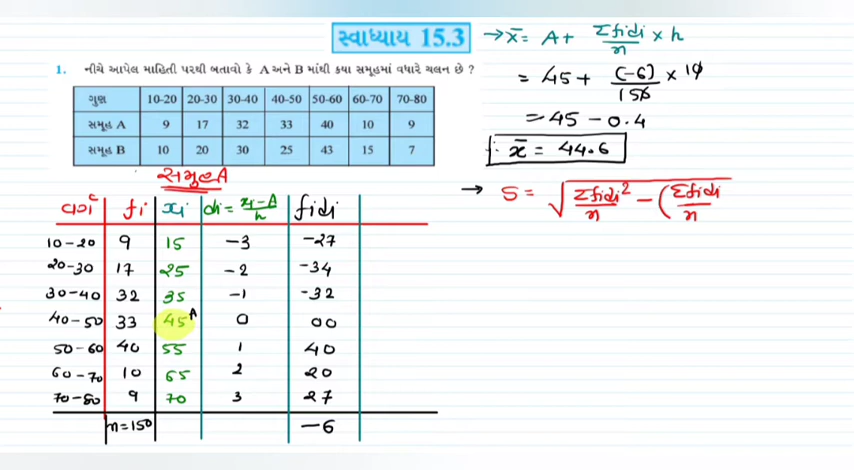 સ્વાધ્યાય 15.3
1. નીચે આપેલ માહિતી પરથી બતાવો કે A અને B માંથી કયા સમૂહમાં વધારે ચલન છે ?
ગુણ 10-20 20-30 30-40 40-50 50-60 60-70 70-80
સમૂહ A 9 17 32 33 40 10 9
સમૂહ B 10 20 30 25 43 15 7
સમુહ A
વર્ગ fi xi di = xi-A/h fidi
10-20 9 15 -3 -27
20-30 17 25 -2 -34
30-40 32 35 -1 -32
40-50 33 45 A 0 00
50-60 40 55 1 40
60-70 10 65 2 20
70-80 9 70 3 27
n=150 -6
→ x̄ = A + Σfidi/n × h
= 45 + (-6)/150 × 10
= 45 - 0.4
∴ x̄ = 44.6
→ S = √ Σfidi²/n - (Σfidi/n